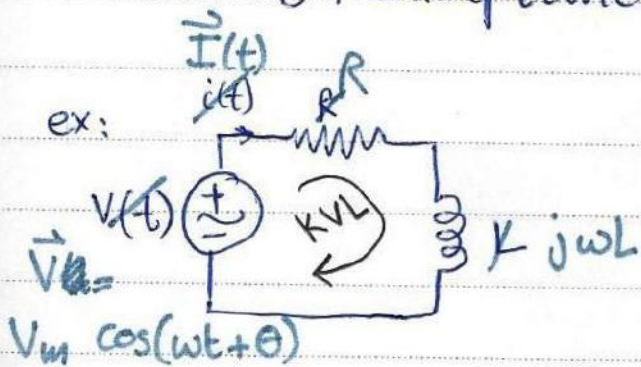 I(t)
i(t)
R R
ex:
V(t)
KVL
L jωL
V =
Vm cos(ωt+θ)